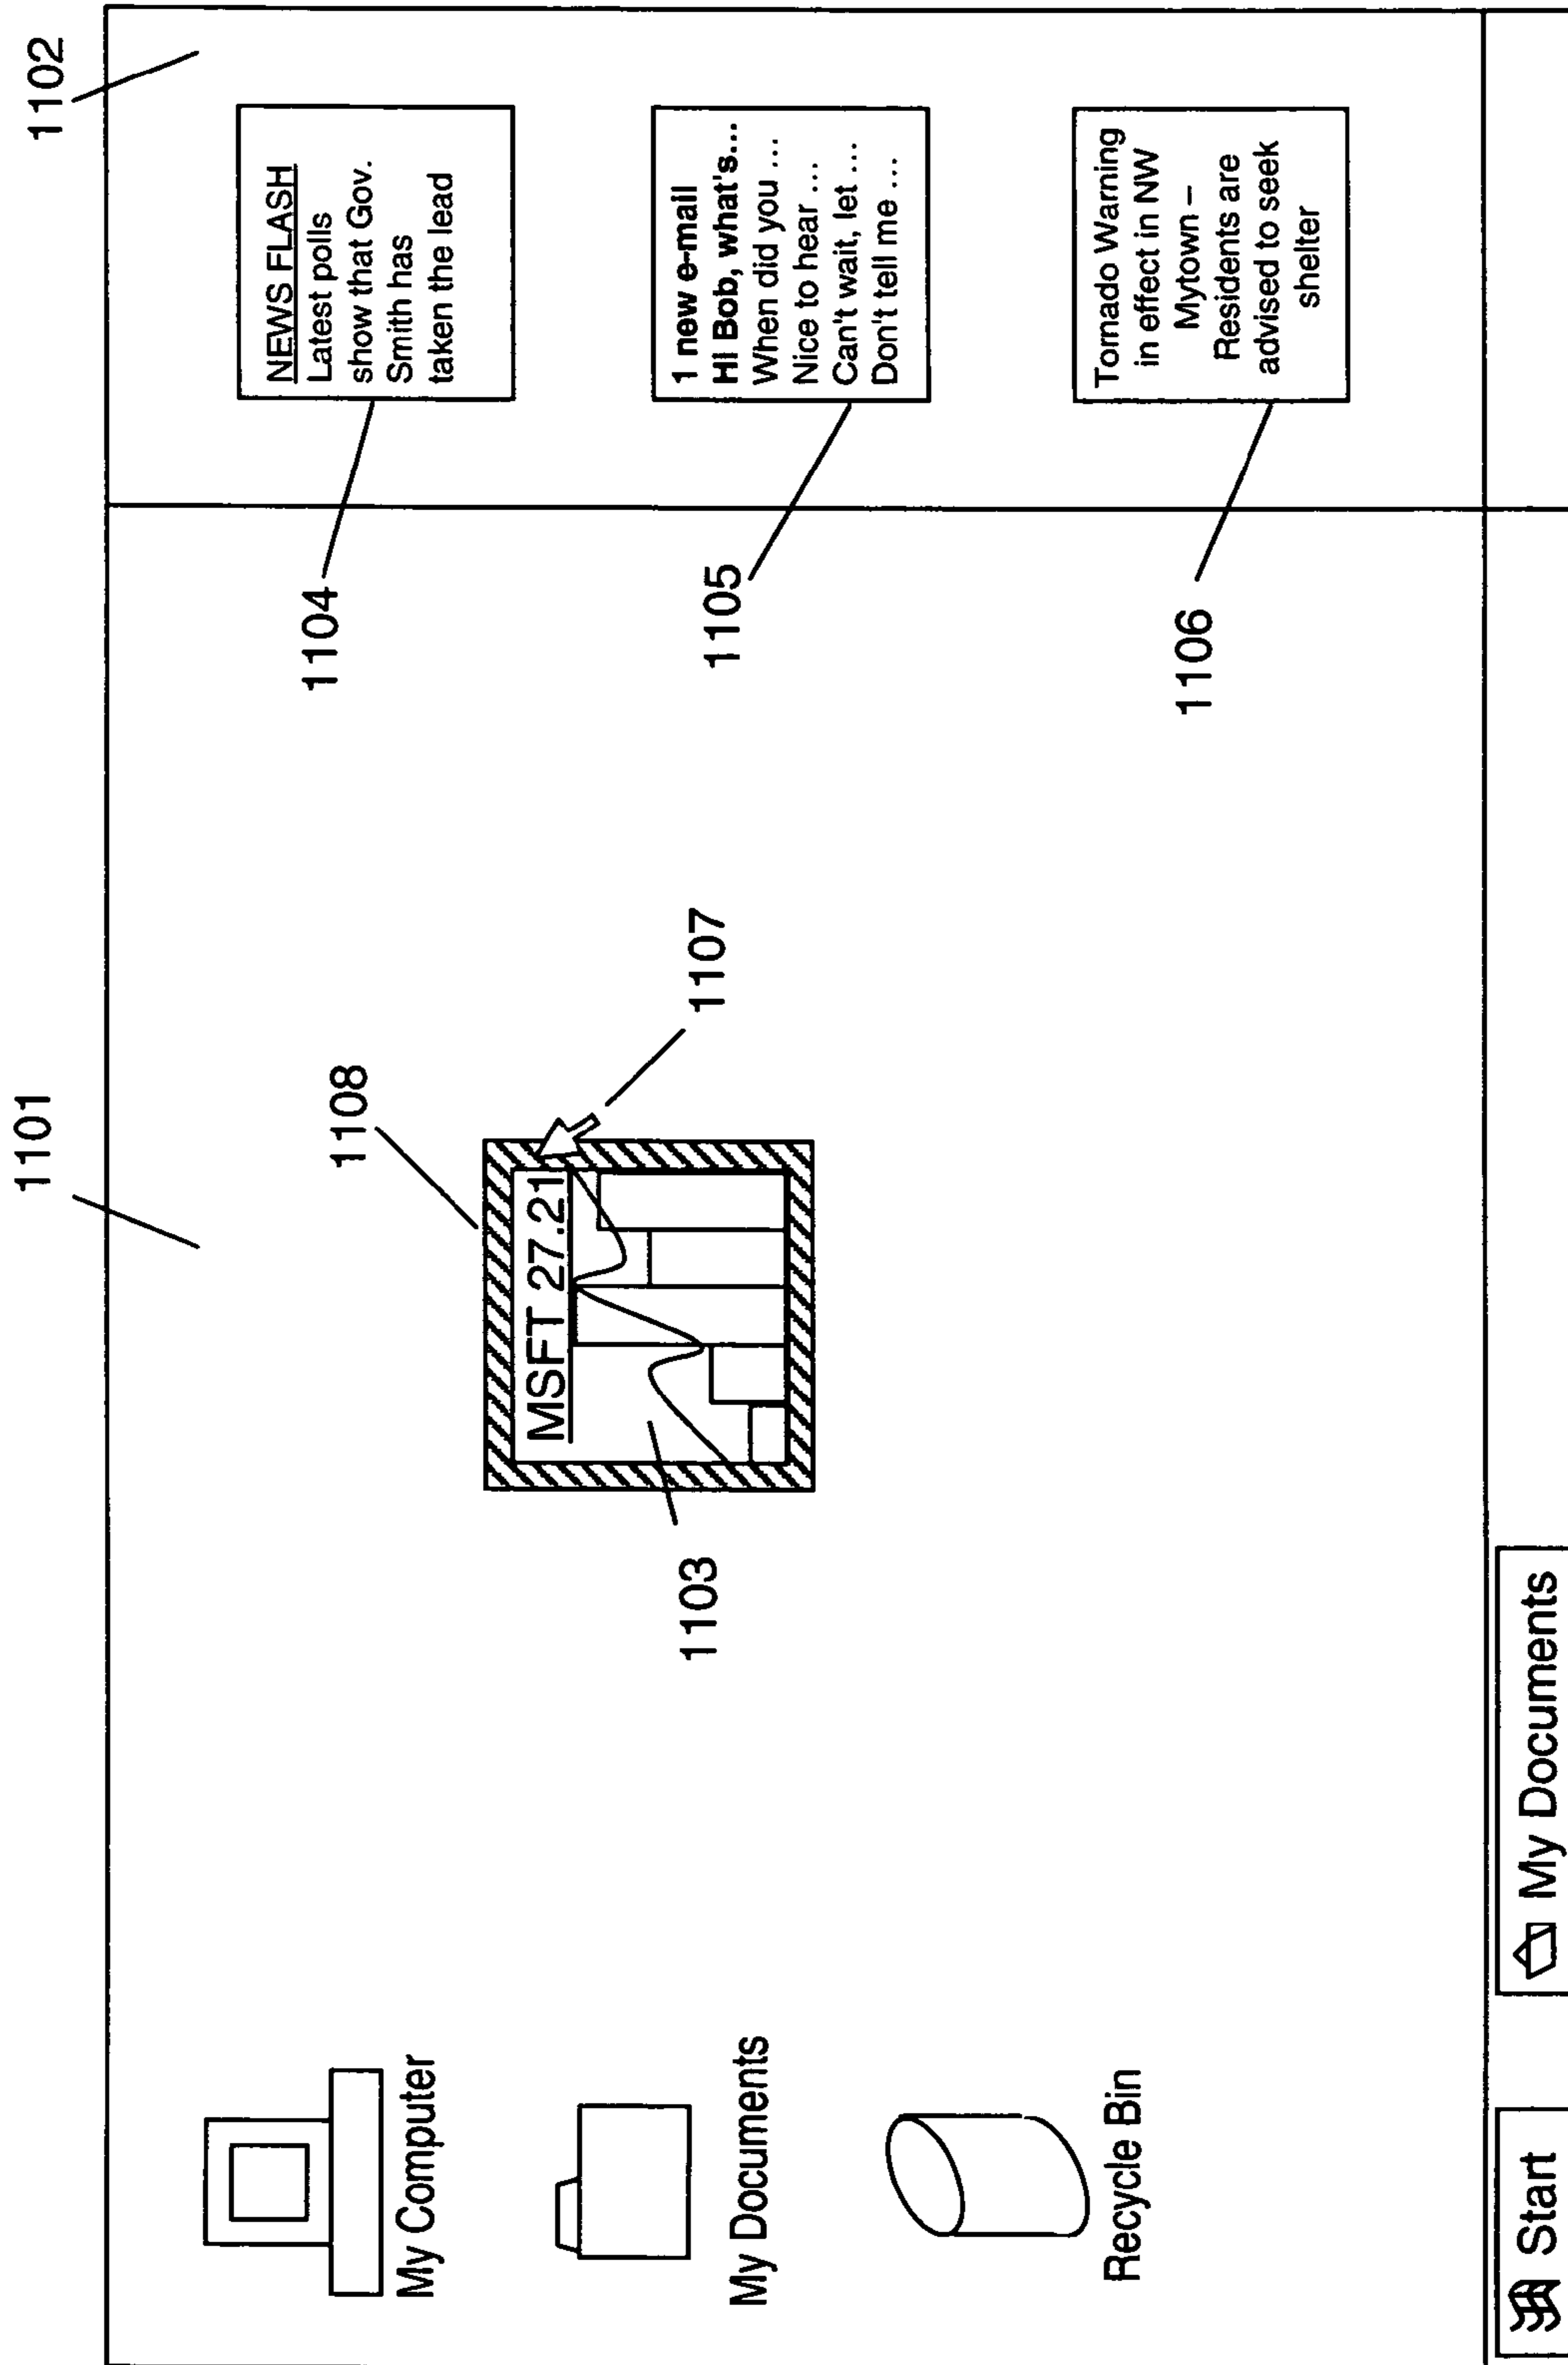 1101
1102
My Computer
My Documents
Recycle Bin
1108
MSFT 27.21
1107
1103
1104
NEWS FLASH
Latest polls
show that Gov.
Smith has
taken the lead
1105
1 new e-mail
HI Bob, what's...
When did you ...
Nice to hear ...
Can't wait, let ...
Don't tell me ...
1106
Tornado Warning
in effect in NW
Mytown –
Residents are
advised to seek
shelter
Start
My Documents